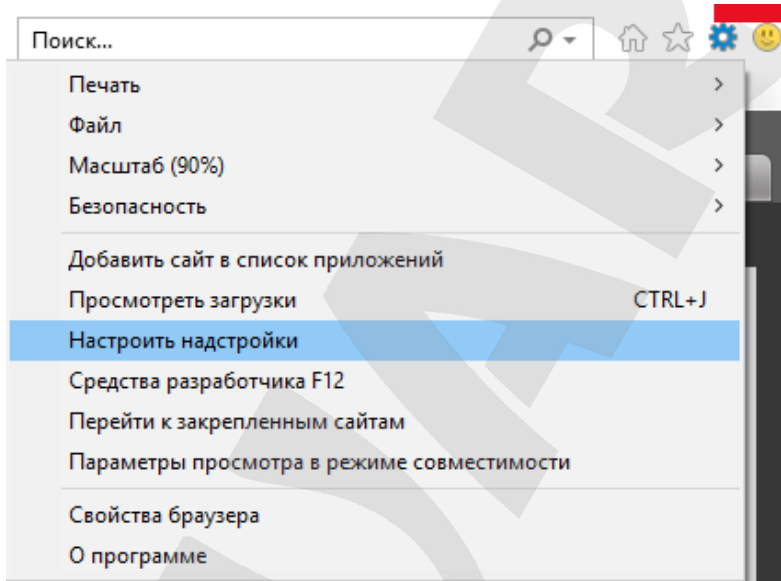 Поиск...
Печать
Файл
Масштаб (90%)
Безопасность
Добавить сайт в список приложений
Просмотреть загрузки CTRL+J
Настроить надстройки
Средства разработчика F12
Перейти к закрепленным сайтам
Параметры просмотра в режиме совместимости
Свойства браузера
О программе